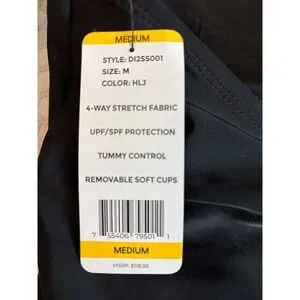 MEDIUM
STYLE: DI2SS001
SIZE: M
COLOR: HLJ
4-WAY STRETCH FABRIC
UPF/SPF PROTECTION
TUMMY CONTROL
REMOVABLE SOFT CUPS
7 55406 79501 1
MEDIUM
MSRP: $108.00